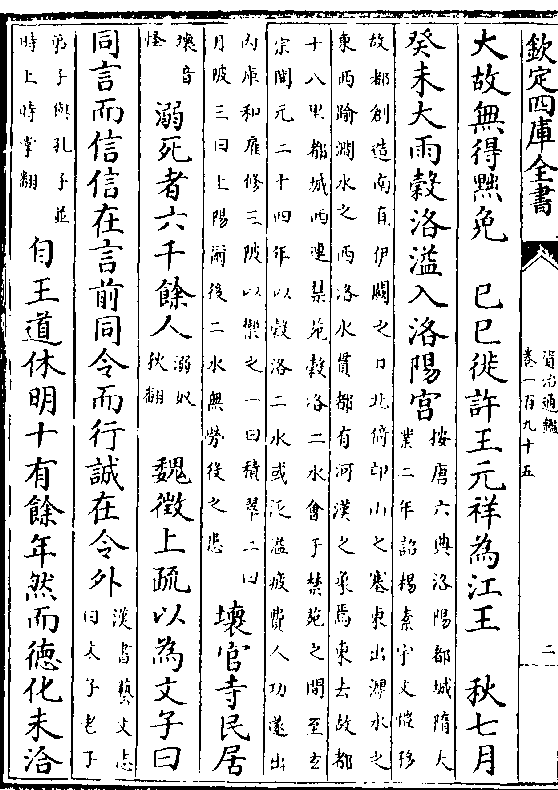 欽定四庫全書
資治通鑑
卷一百九十五
二
大故無得黜免　己巳徙許王元祥為江王　秋七月
癸未大雨穀洛溢入洛陽宫
按唐六典洛陽都城隋大
業二年詔楊素宇文愷移
故都創造南直伊闕之口北倚邙山之塞東出瀍水之
東西踰澗水之西洛水貫都有河漢之象焉東去故都
十八里都城西連禁苑穀洛二水會于禁苑之間至玄
宗開元二十四年以穀洛二水或泛溢疲費人功遂出
内庫和雇修三陂以禦之一曰積翠二曰
月陂三曰上陽爾後二水無勞役之患
壞官寺民居
壞音
怪
溺死者六千餘人
溺奴
狄翻
魏徵上疏以為文子曰
同言而信信在言前同令而行誠在令外
漢書藝文志
曰文子老子
弟子與孔子並
時上時掌翻
自王道休明十有餘年然而徳化未洽